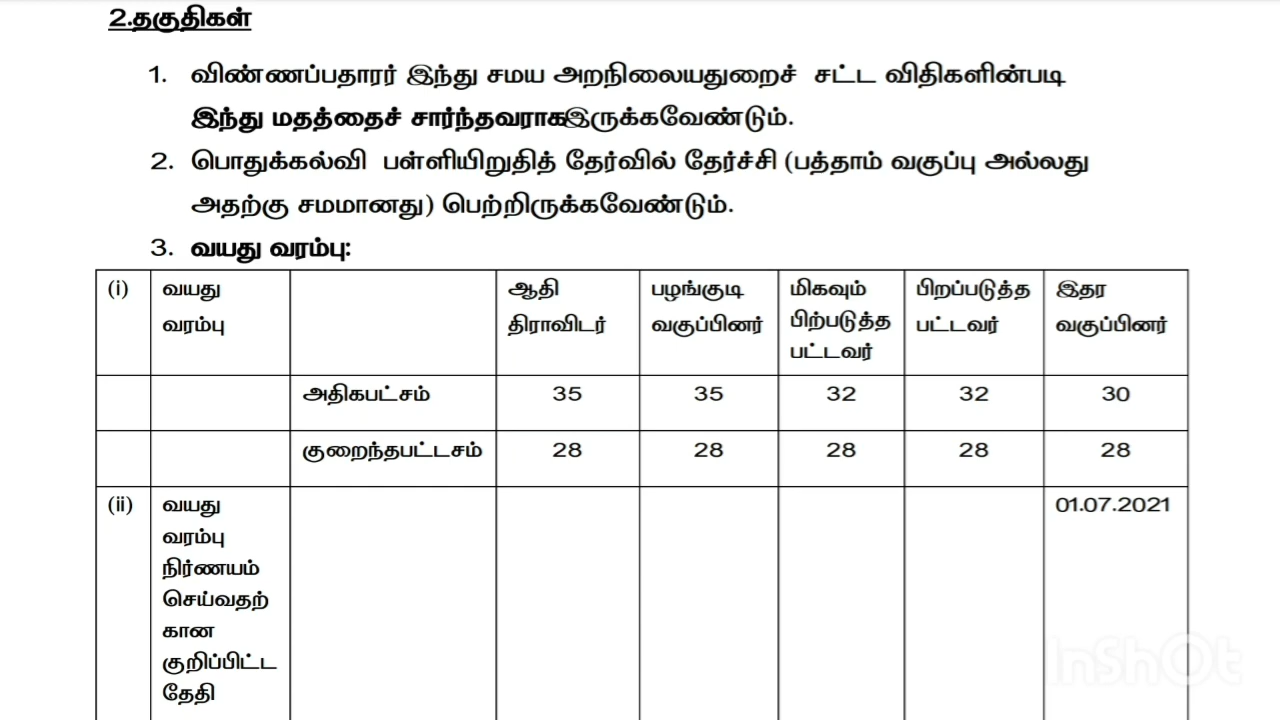 2.தகுதிகள்
1. விண்ணப்பதாரர் இந்து சமய அறநிலையதுறைச் சட்ட விதிகளின்படி
இந்து மதத்தைச் சார்ந்தவராகஇருக்கவேண்டும்.
2. பொதுக்கல்வி பள்ளியிறுதித் தேர்வில் தேர்ச்சி (பத்தாம் வகுப்பு அல்லது
அதற்கு சமமானது) பெற்றிருக்கவேண்டும்.
3. வயது வரம்பு:
(i) வயது ஆதி பழங்குடி மிகவும் பிறப்படுத்த இதர
வரம்பு திராவிடர் வகுப்பினர் பிற்படுத்த பட்டவர் வகுப்பினர்
பட்டவர்
அதிகபட்சம் 35 35 32 32 30
குறைந்தபட்டசம் 28 28 28 28 28
(ii) வயது 01.07.2021
வரம்பு
நிர்ணயம்
செய்வதற்
கான
குறிப்பிட்ட
தேதி
InShOt